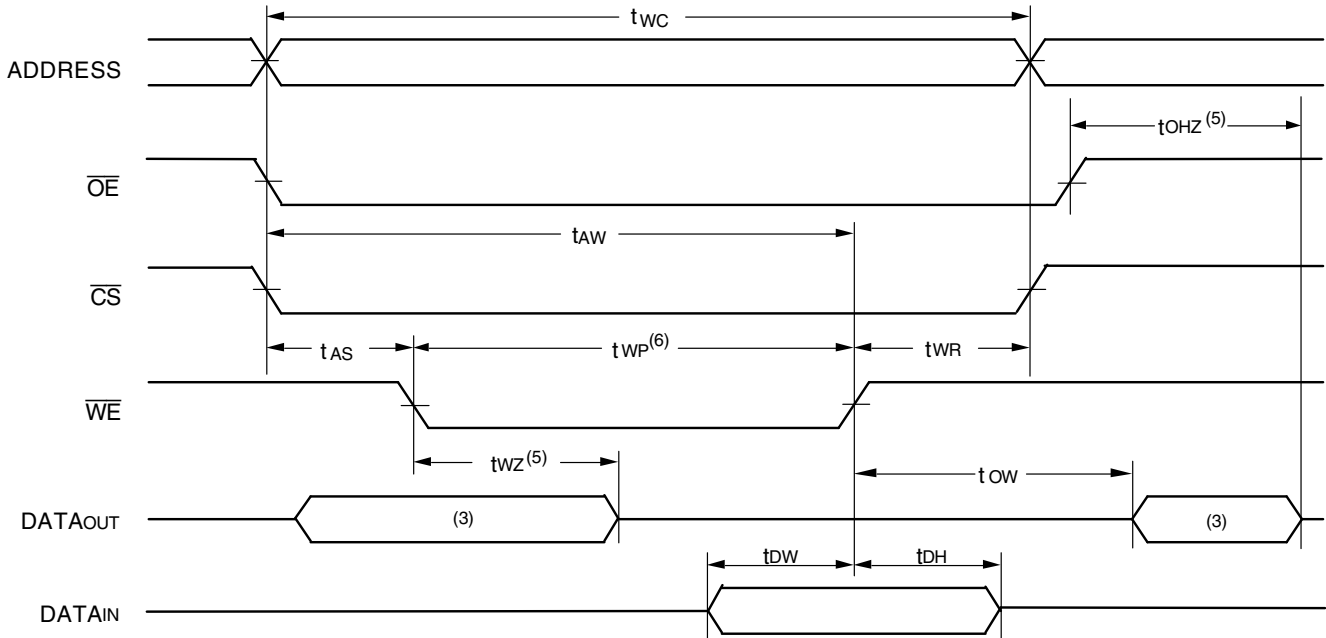 tWC
ADDRESS
tOHZ (5)
OE
tAW
CS
tAS
tWP (6)
tWR
WE
tWZ (5)
tOW
DATAOUT
(3)
(3)
tDW
tDH
DATAIN